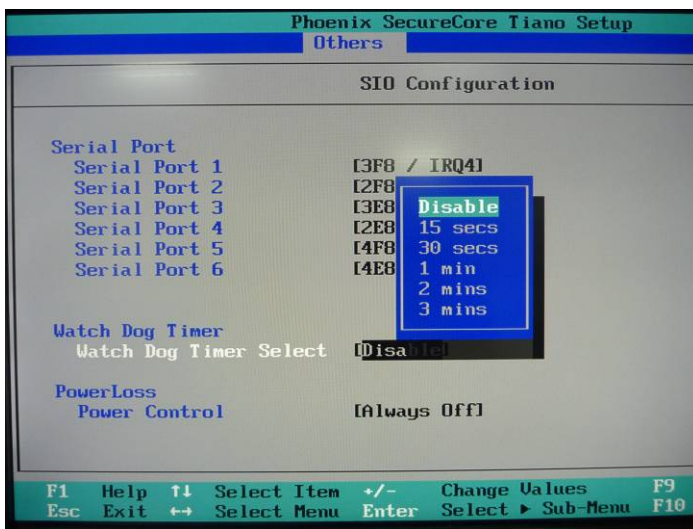 Phoenix SecureCore Tiano Setup
Others
SIO Configuration
Serial Port
Serial Port 1 [3F8 / IRQ4]
Serial Port 2 [2F8
Serial Port 3 [3E8
Serial Port 4 [2E8
Serial Port 5 [4F8
Serial Port 6 [4E8
Disable
15 secs
30 secs
1 min
2 mins
3 mins
Watch Dog Timer
Watch Dog Timer Select [Disable]
PowerLoss
Power Control [Always Off]
F1 Help ↑↓ Select Item +/- Change Values F9
Esc Exit ↔ Select Menu Enter Select ► Sub-Menu F10